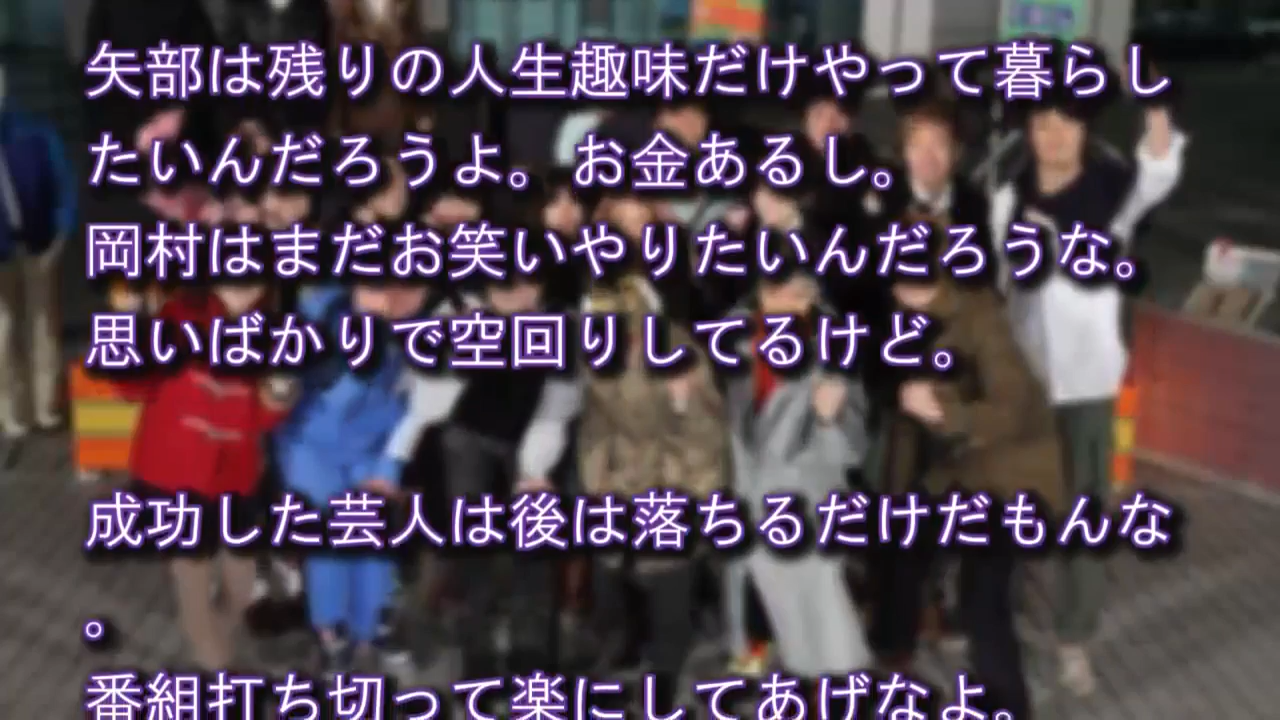 矢部は残りの人生趣味だけやって暮らし
たいんだろうよ。お金あるし。
岡村はまだお笑いやりたいんだろうな。
思いばかりで空回りしてるけど。
成功した芸人は後は落ちるだけだもんな
。
番組打ち切って楽にしてあげなよ。